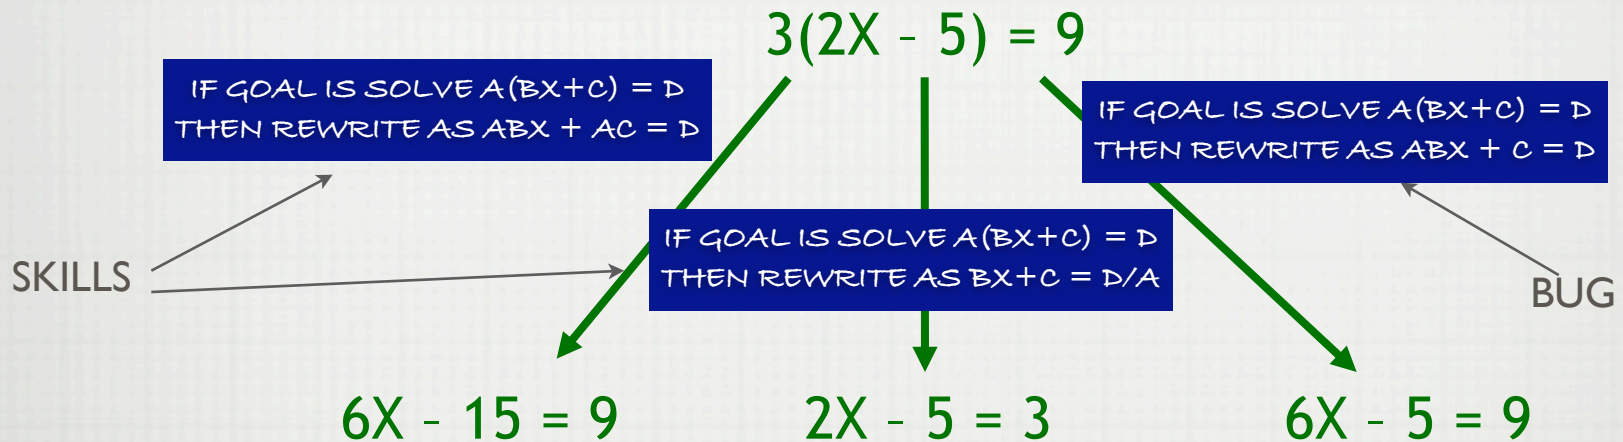 3(2X - 5) = 9
IF GOAL IS SOLVE A(BX+C) = D
THEN REWRITE AS ABX + AC = D
IF GOAL IS SOLVE A(BX+C) = D
THEN REWRITE AS ABX + C = D
IF GOAL IS SOLVE A(BX+C) = D
THEN REWRITE AS BX+C = D/A
SKILLS
BUG
6X - 15 = 9
2X - 5 = 3
6X - 5 = 9